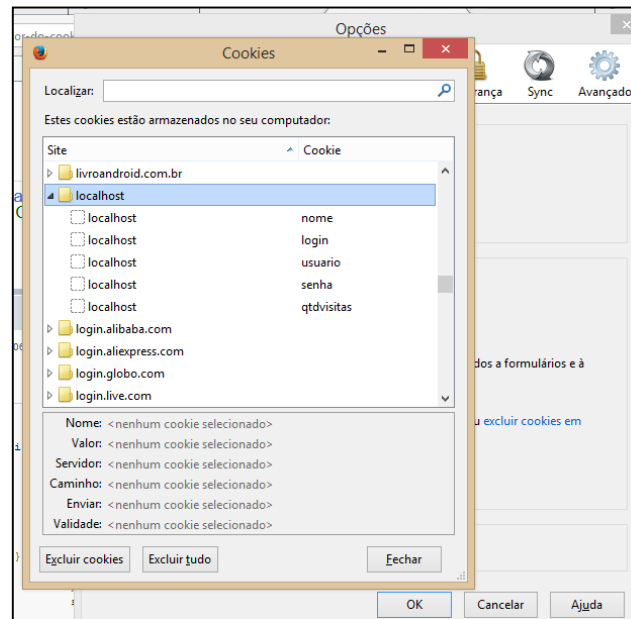 or-do-cook
Opções
Cookies
Localizar:
rança
Sync
Avançado
Estes cookies estão armazenados no seu computador:
Site
Cookie
livroandroid.com.br
localhost
localhost nome
localhost login
localhost usuario
localhost senha
localhost qtdvisitas
login.alibaba.com
login.aliexpress.com
login.globo.com
login.live.com
dos a formulários e à
u excluir cookies em
Nome: <nenhum cookie selecionado>
Valor: <nenhum cookie selecionado>
Servidor: <nenhum cookie selecionado>
Caminho: <nenhum cookie selecionado>
Enviar: <nenhum cookie selecionado>
Validade: <nenhum cookie selecionado>
Excluir cookies
Excluir tudo
Fechar
OK
Cancelar
Ajuda